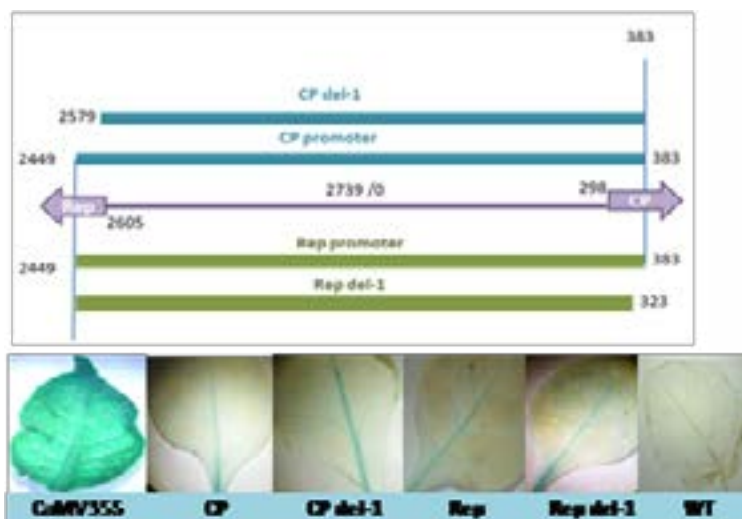 383
CP del-1
2579
CP promoter
2449
383
Rep
2739 /0
298
CP
2605
Rep promoter
2449
383
Rep del-1
323
CaMV35S
CP
CP del-1
Rep
Rep del-1
WT